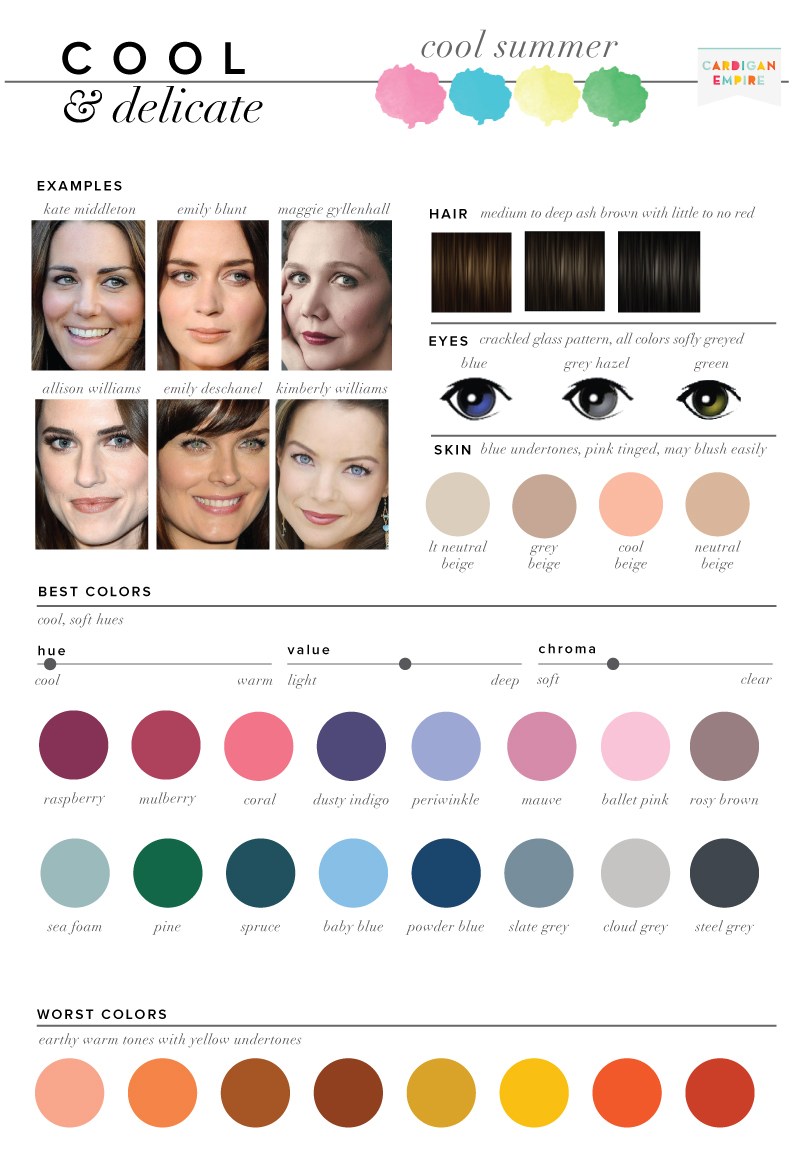 COOL
& delicate
cool summer
CARDIGAN
EMPIRE
EXAMPLES
kate middleton
emily blunt
maggie gyllenhall
allison williams
emily deschanel
kimberly williams
HAIR medium to deep ash brown with little to no red
EYES crackled glass pattern, all colors sofly greyed
blue
grey hazel
green
SKIN blue undertones, pink tinged, may blush easily
lt neutral
beige
grey
beige
cool
beige
neutral
beige
BEST COLORS
cool, soft hues
hue
cool
warm
value
light
deep
chroma
soft
clear
raspberry
mulberry
coral
dusty indigo
periwinkle
mauve
ballet pink
rosy brown
sea foam
pine
spruce
baby blue
powder blue
slate grey
cloud grey
steel grey
WORST COLORS
earthy warm tones with yellow undertones